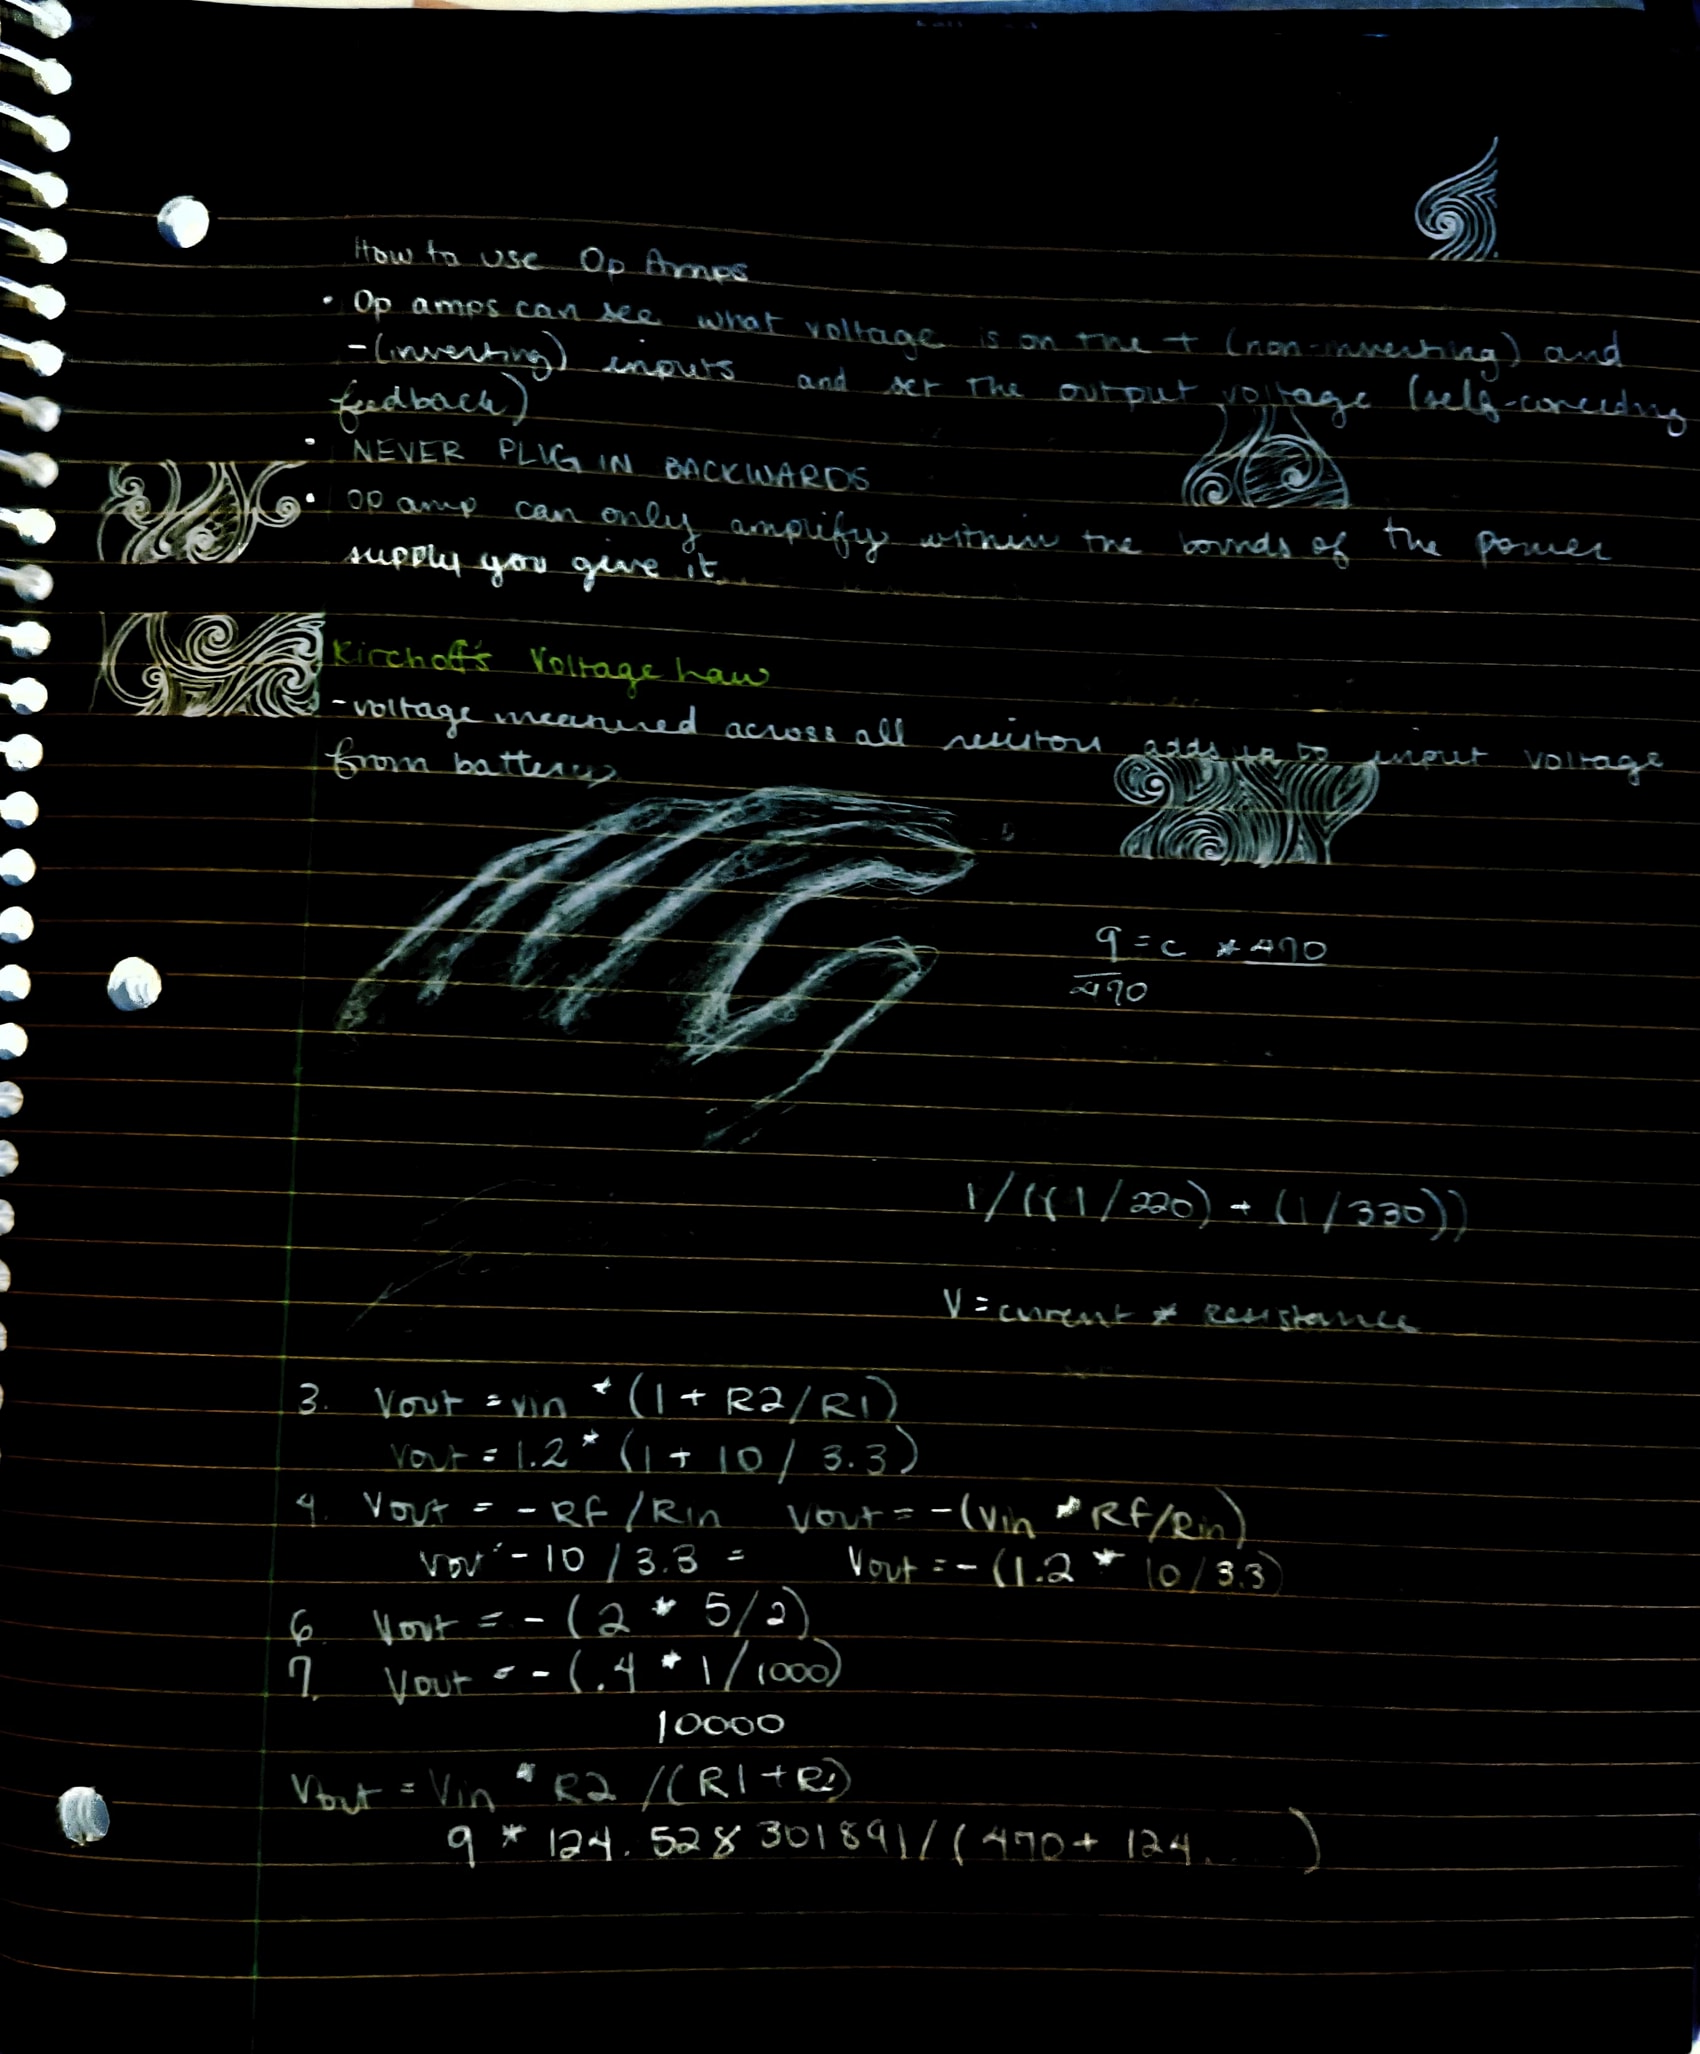 How to use Op Amps
• Op amps can see what voltage is on the + (non-inverting) and
- (inverting) inputs and set the output voltage (self-correcting
feedback)
• NEVER PLUG IN BACKWARDS
• op amp can only amplify within the bounds of the power
supply you give it.
Kirchoff's Voltage Law
- voltage measured across all resistors adds up to input voltage
from battery
9 = c * 470
470
1/((1/220) + (1/330))
V = current * resistance
3. Vout = vin * (1 + R2/R1)
Vout = 1.2 * (1 + 10 / 3.3)
4. Vout = - Rf / Rin Vout = -(Vin * Rf/Rin)
Vout - 10 / 3.3 = Vout = - (1.2 * 10 / 3.3)
6 Vout = - (2 * 5/2)
7. Vout = - (.4 * 1/1000)
10000
Vout = Vin * R2 /(R1 + R2)
9 * 124.528301891/(470 + 124.....)